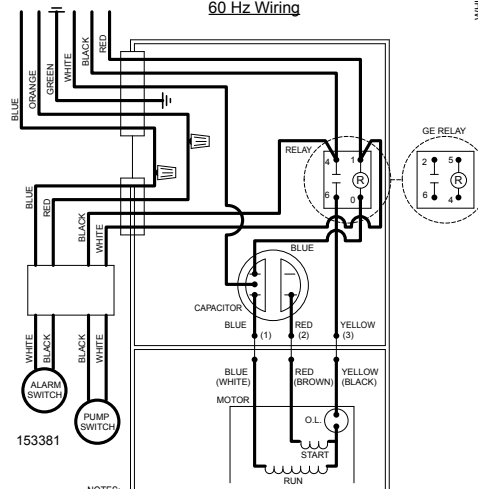 60 Hz Wiring
BLUE
ORANGE
GREEN
WHITE
BLACK
RED
GE RELAY
RELAY
4 1
R
6 0
2 5
R
6 4
BLUE
RED
BLACK
WHITE
BLUE
CAPACITOR
BLUE
(1)
RED
(2)
YELLOW
(3)
WHITE
BLACK
BLACK
WHITE
BLUE
(WHITE)
RED
(BROWN)
YELLOW
(BLACK)
ALARM
SWITCH
PUMP
SWITCH
MOTOR
O.L.
START
RUN
153381
NOTES: